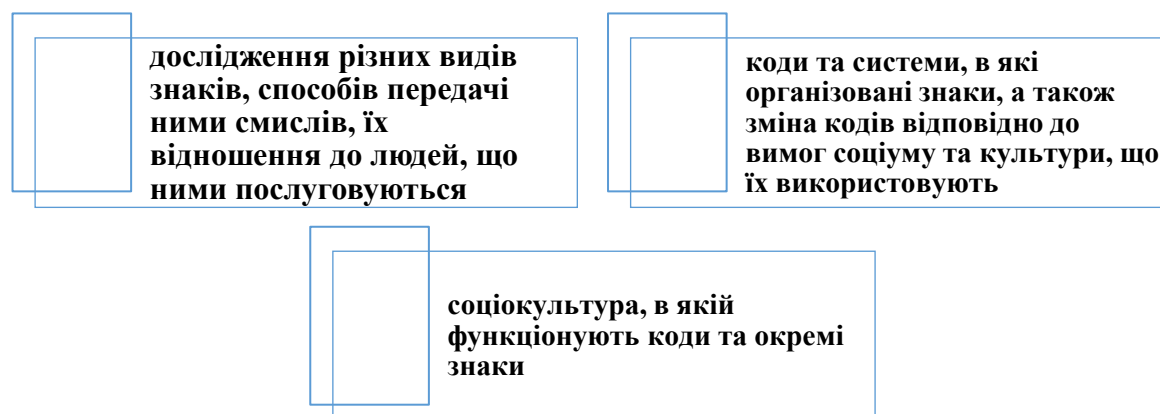 дослідження різних видів
знаків, способів передачі
ними смислів, їх
відношення до людей, що
ними послуговуються
коди та системи, в які
організовані знаки, а також
зміна кодів відповідно до
вимог соціуму та культури, що
їх використовують
соціокультура, в якій
функціонують коди та окремі
знаки